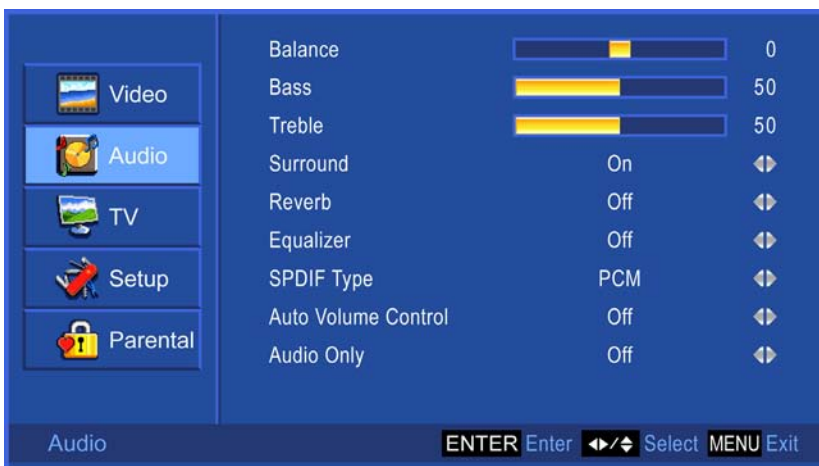 Video
Audio
TV
Setup
Parental
Balance 0
Bass 50
Treble 50
Surround On
Reverb Off
Equalizer Off
SPDIF Type PCM
Auto Volume Control Off
Audio Only Off
Audio ENTER Enter ◂▸/▴▾ Select MENU Exit